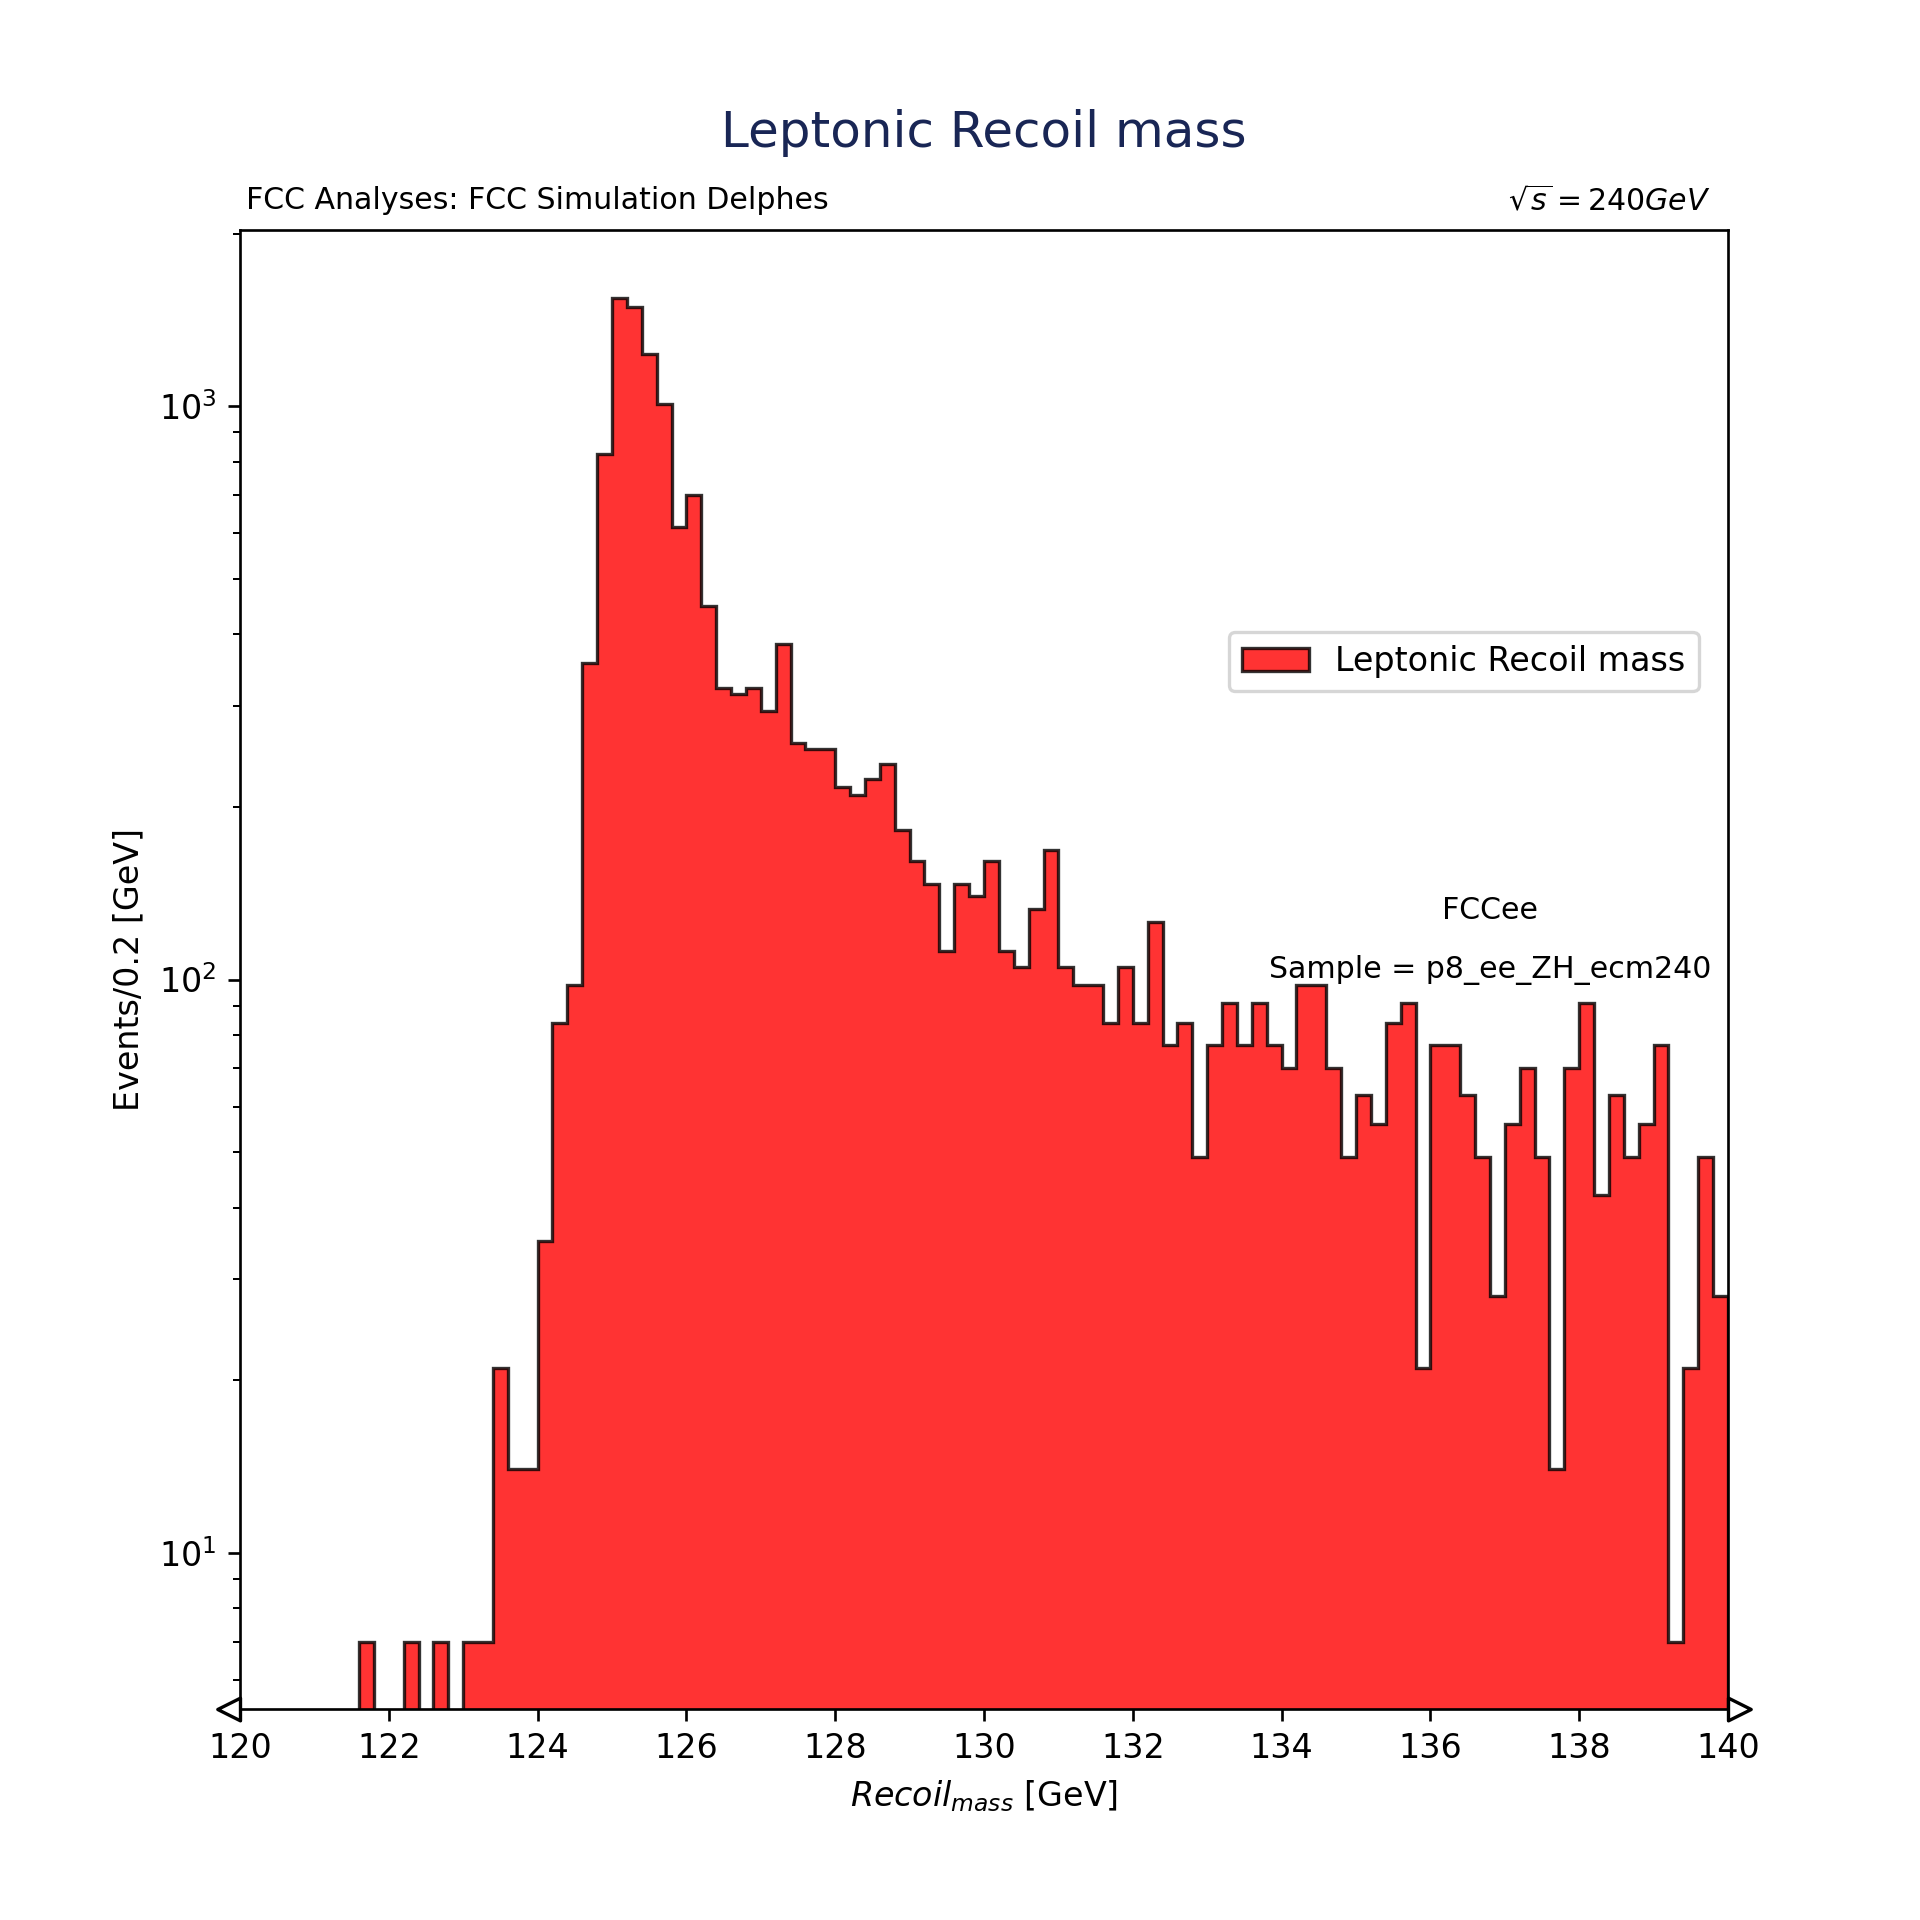 Leptonic Recoil mass
FCC Analyses: FCC Simulation Delphes
√s = 240GeV
10³
10²
10¹
Events/0.2 [GeV]
Leptonic Recoil mass
FCCee
Sample = p8_ee_ZH_ecm240
120 122 124 126 128 130 132 134 136 138 140
Recoil_mass [GeV]